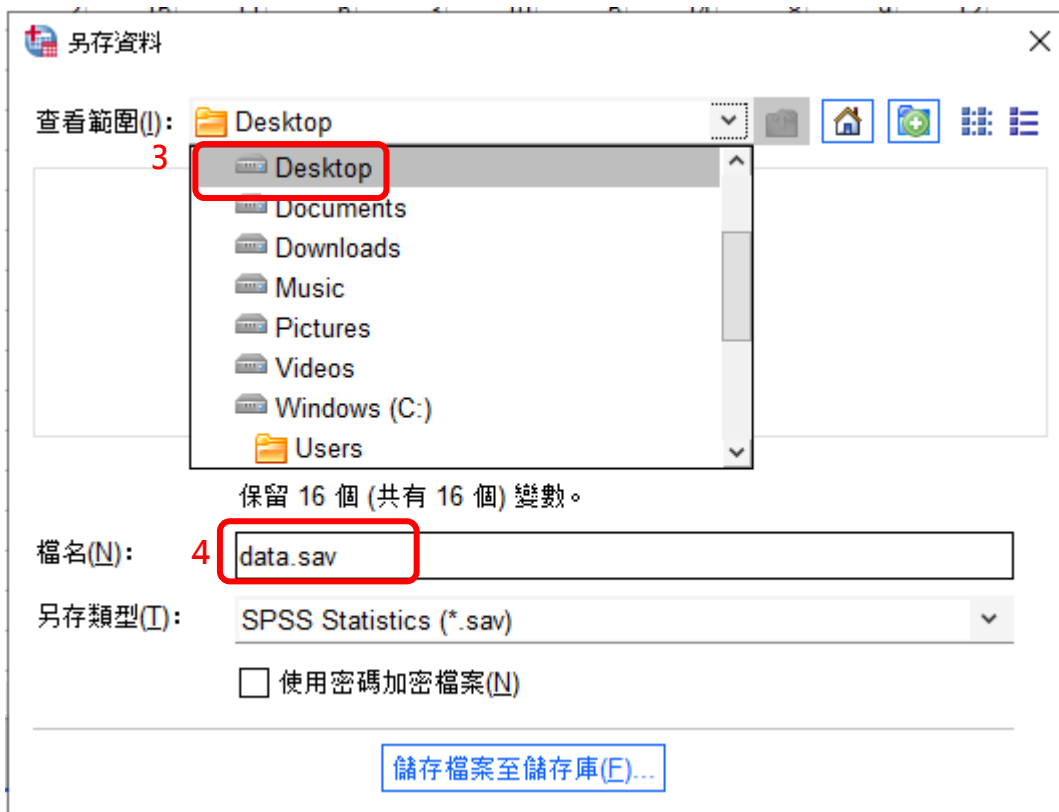 另存資料
查看範圍(I): Desktop
3
Desktop
Documents
Downloads
Music
Pictures
Videos
Windows (C:)
Users
保留 16 個 (共有 16 個) 變數。
檔名(N): 4 data.sav
另存類型(T): SPSS Statistics (*.sav)
使用密碼加密檔案(N)
儲存檔案至儲存庫(F)...